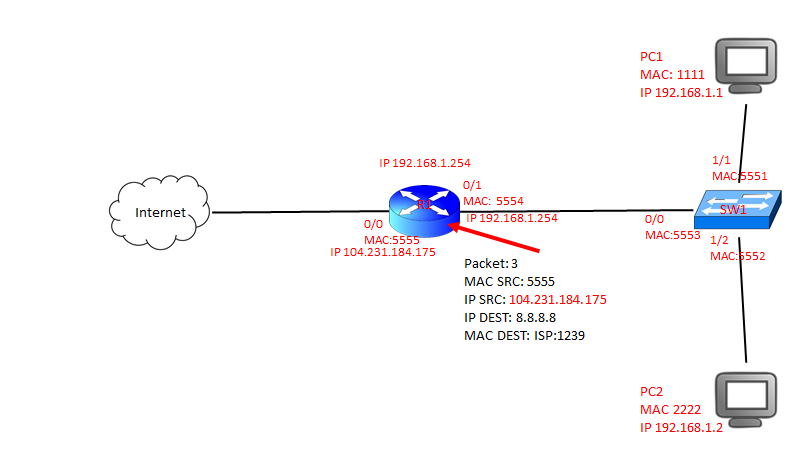 PC1
MAC: 1111
IP 192.168.1.1
1/1
MAC:5551
IP 192.168.1.254
0/1
MAC: 5554
IP 192.168.1.254
R1
Internet
0/0
MAC:5555
IP 104.231.184.175
SW1
0/0
MAC:5553
1/2
MAC:5552
Packet: 3
MAC SRC: 5555
IP SRC: 104.231.184.175
IP DEST: 8.8.8.8
MAC DEST: ISP:1239
PC2
MAC 2222
IP 192.168.1.2